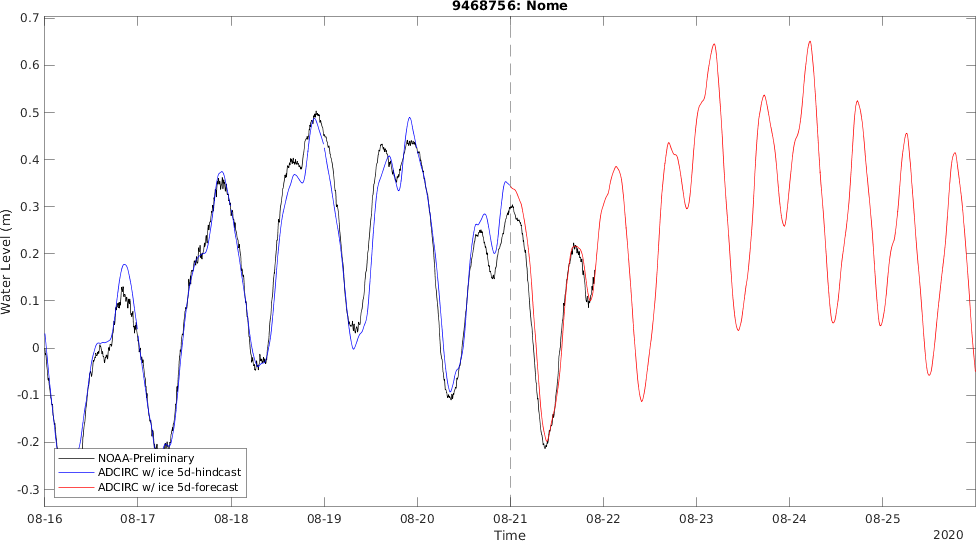 9468756: Nome
0.7
0.6
0.5
0.4
0.3
0.2
0.1
0
-0.1
-0.2
-0.3
Water Level (m)
NOAA-Preliminary
ADCIRC w/ ice 5d-hindcast
ADCIRC w/ ice 5d-forecast
08-16 08-17 08-18 08-19 08-20 08-21 08-22 08-23 08-24 08-25
Time
2020